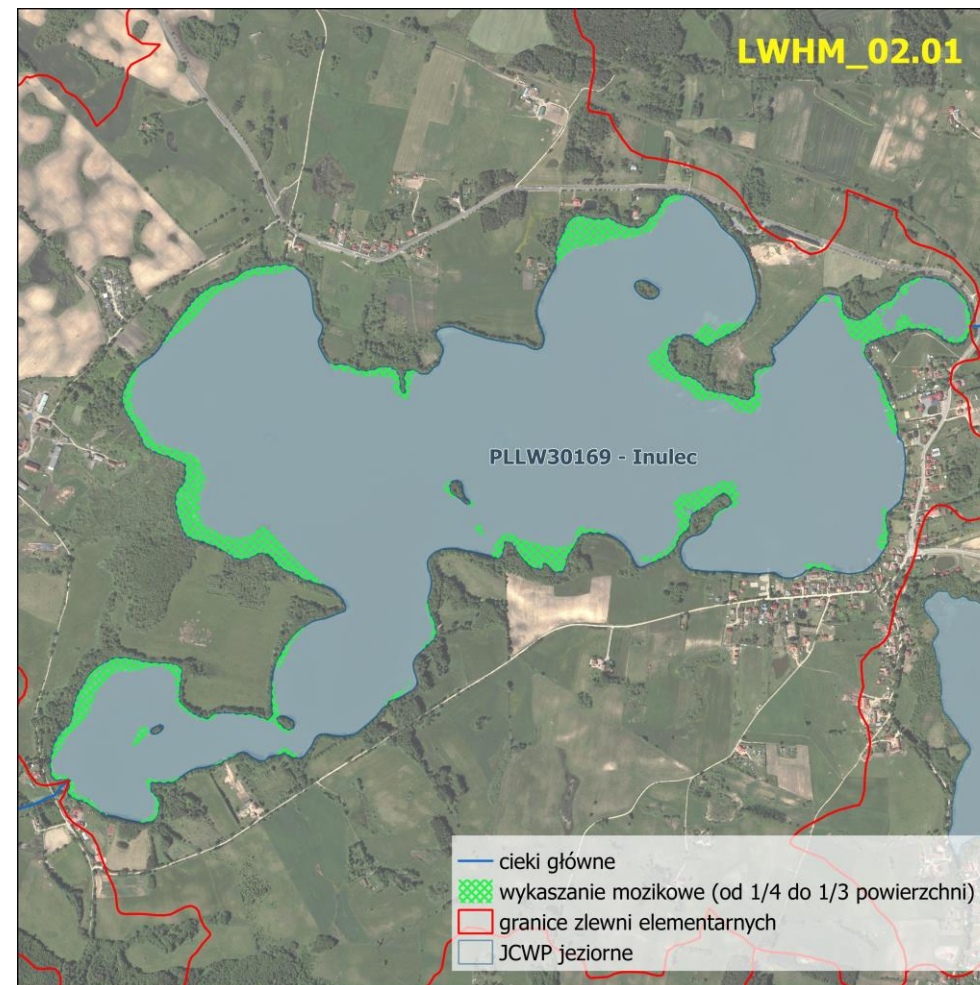 LWHM_02.01
PLLW30169 - Inulec
cieki główne
wykaszanie mozikowe (od 1/4 do 1/3 powierzchni)
granice zlewni elementarnych
JCWP jeziorne